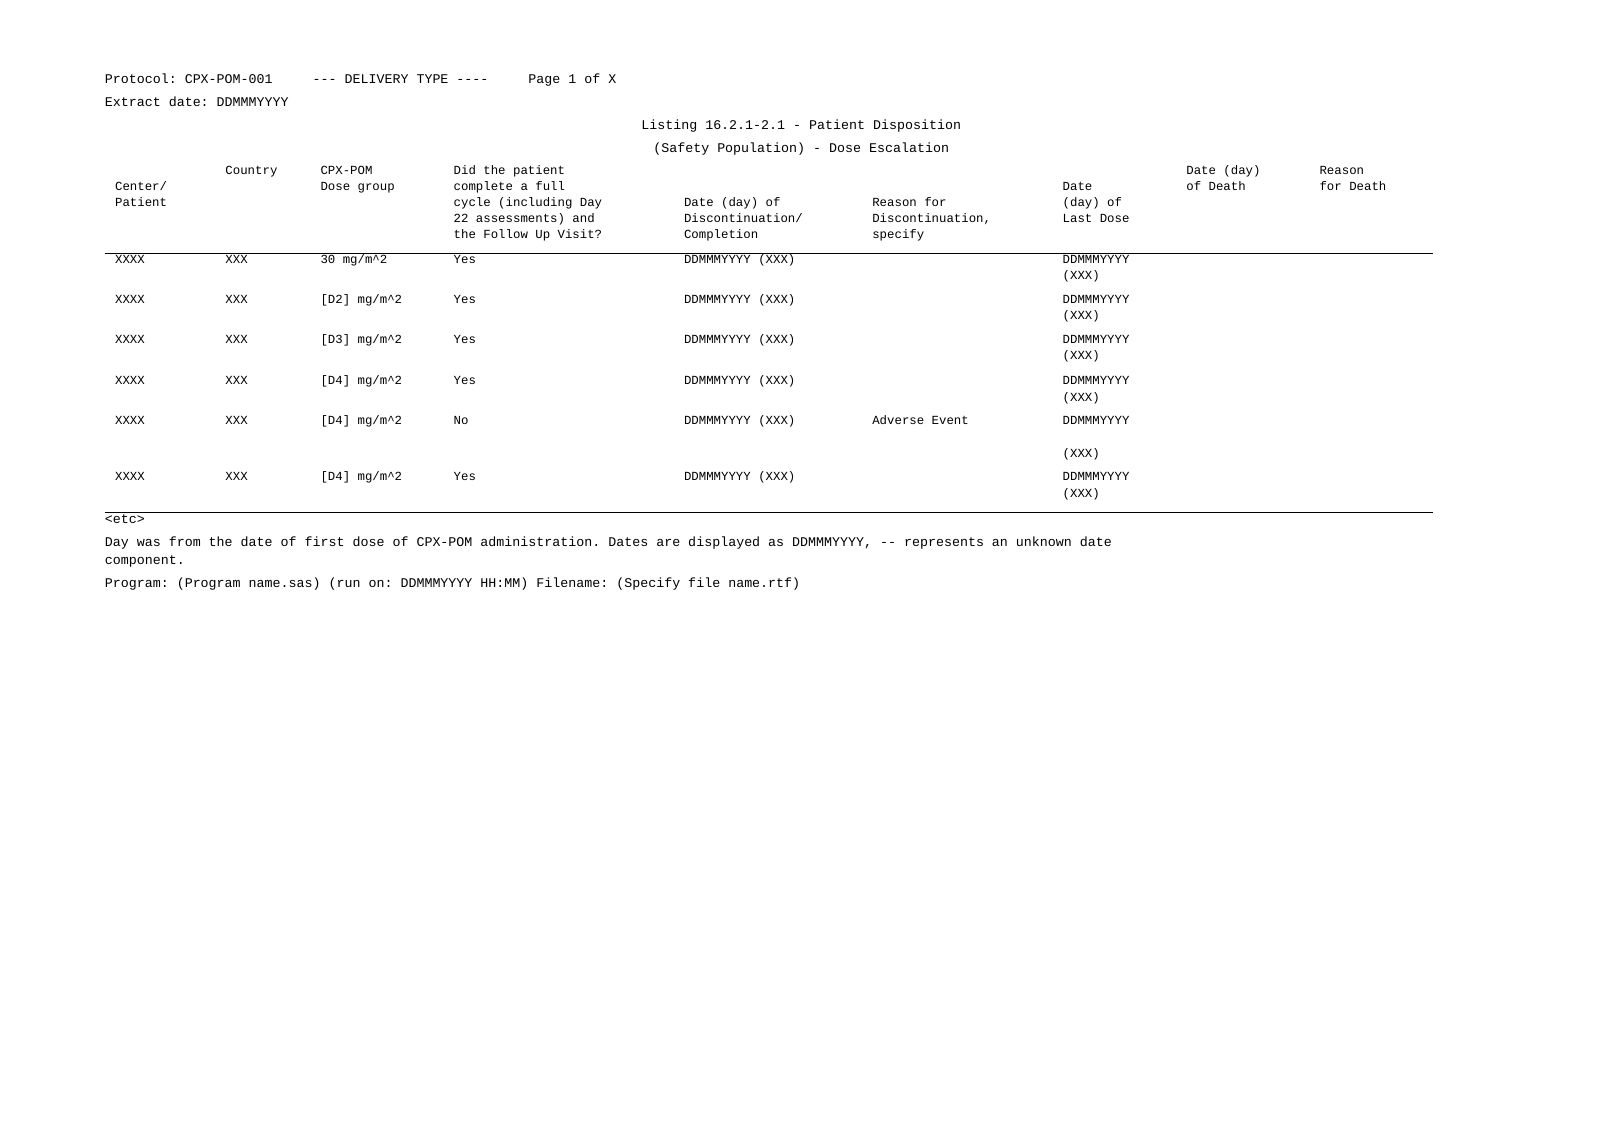 Protocol: CPX-POM-001     --- DELIVERY TYPE ----     Page 1 of X
Extract date: DDMMMYYYY
Listing 16.2.1-2.1 - Patient Disposition
(Safety Population) - Dose Escalation
Center/
Patient
Country
CPX-POM
Dose group
Did the patient
complete a full
cycle (including Day
22 assessments) and
the Follow Up Visit?
Date (day) of
Discontinuation/
Completion
Reason for
Discontinuation,
specify
Date
(day) of
Last Dose
Date (day)
of Death
Reason
for Death
XXXX XXX 30 mg/m^2 Yes DDMMMYYYY (XXX) DDMMMYYYY
(XXX)
XXXX XXX [D2] mg/m^2 Yes DDMMMYYYY (XXX) DDMMMYYYY
(XXX)
XXXX XXX [D3] mg/m^2 Yes DDMMMYYYY (XXX) DDMMMYYYY
(XXX)
XXXX XXX [D4] mg/m^2 Yes DDMMMYYYY (XXX) DDMMMYYYY
(XXX)
XXXX XXX [D4] mg/m^2 No DDMMMYYYY (XXX) Adverse Event DDMMMYYYY
(XXX)
XXXX XXX [D4] mg/m^2 Yes DDMMMYYYY (XXX) DDMMMYYYY
(XXX)
<etc>
Day was from the date of first dose of CPX-POM administration. Dates are displayed as DDMMMYYYY, -- represents an unknown date
component.
Program: (Program name.sas) (run on: DDMMMYYYY HH:MM) Filename: (Specify file name.rtf)